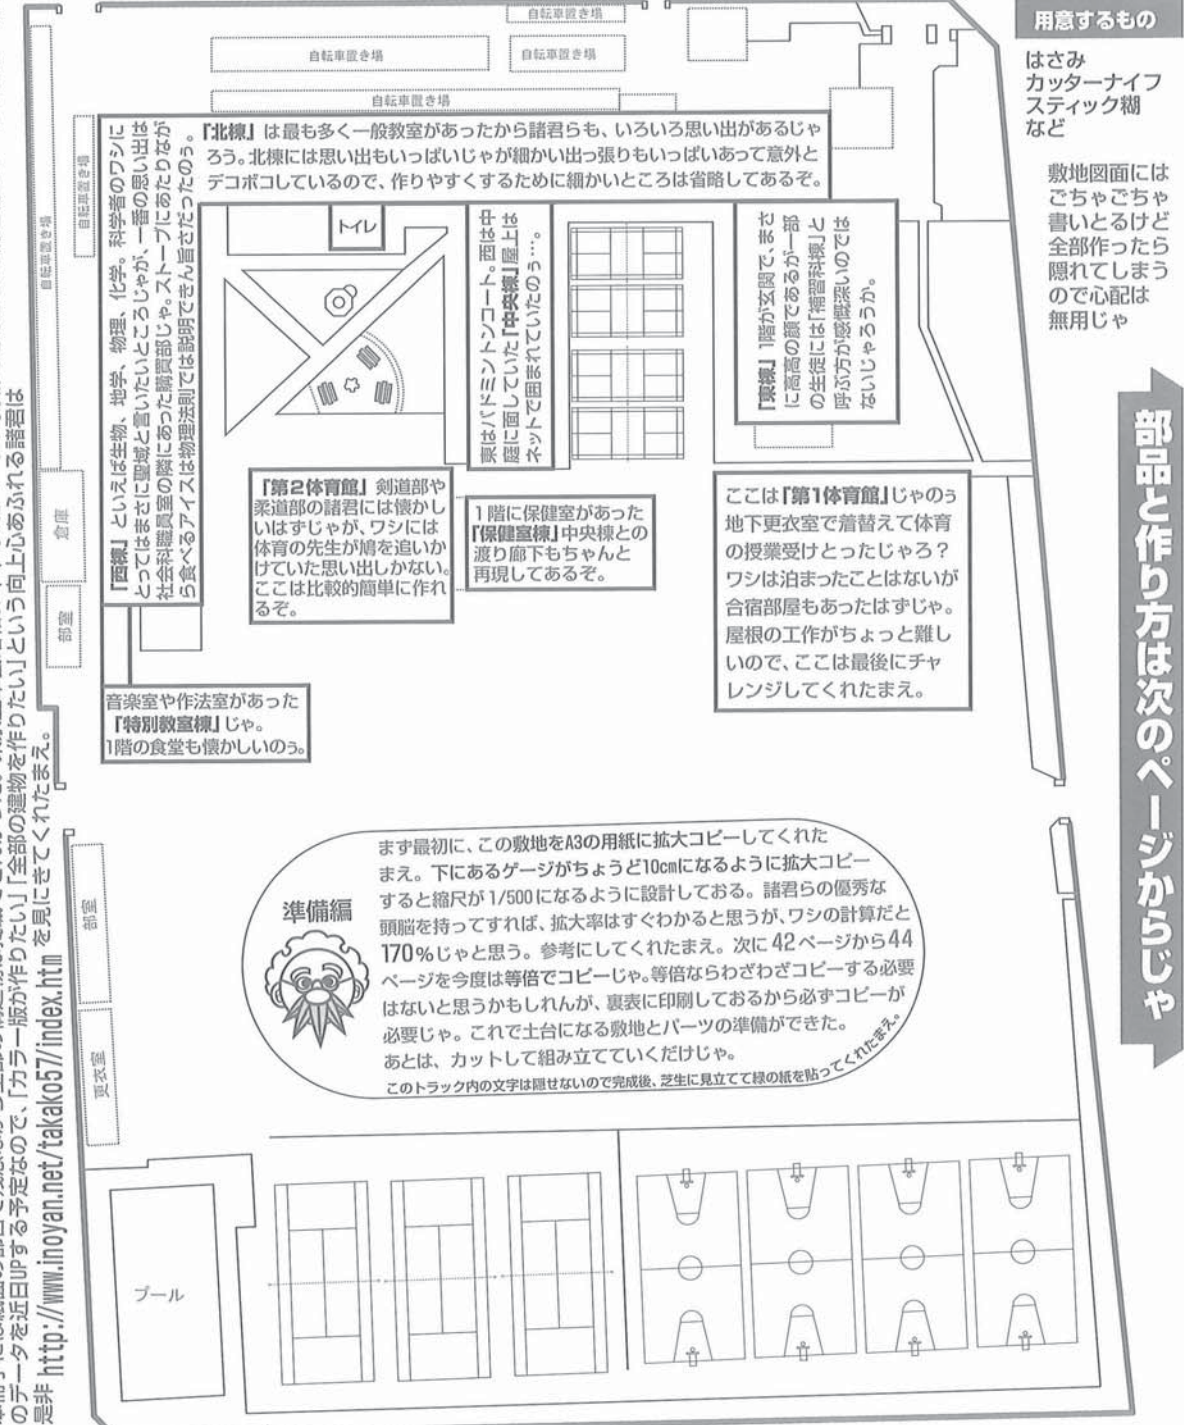 用意するもの
はさみ
カッターナイフ
スティック糊
など
敷地図面には
ごちゃごちゃ
書いとるけど
全部作ったら
隠れてしまう
ので心配は
無用じゃ
部品と作り方は次のページからじゃ
自転車置き場
自転車置き場
自転車置き場
自転車置き場
自転車置き場
自転車置き場
『北棟』は最も多く一般教室があったから諸君らも、いろいろ思い出があるじゃ
ろう。北棟には思い出もいっぱいじゃが細かい出っ張りもいっぱいあって意外と
デコボコしているので、作りやすくするために細かいところは省略してあるぞ。
『西棟』といえば生物、地学、物理、化学。科学者のワシに
とってはまさに聖域と言いたいところじゃが、一番の思い出は
社会科職員室の隣にあった購買部じゃ。ストーブにあたりなが
ら食べるアイスは物理法則では説明できん旨さだったのぅ。
トイレ
東はバドミントンコート。西は中
庭に面していた『中央棟』屋上は
ネットで囲まれていたのぅ…。
『東棟』1階が玄関で、まさ
に高高の顔であるが一部
の生徒には「補習科棟」と
呼ぶ方が感慨深いのでは
ないじゃろうか。
倉庫
部室
『第2体育館』剣道部や
柔道部の諸君には懐かし
いはずじゃが、ワシには
体育の先生が鳩を追いか
けていた思い出しかない。
ここは比較的簡単に作れ
るぞ。
1階に保健室があった
『保健室棟』中央棟との
渡り廊下もちゃんと
再現してあるぞ。
ここは『第1体育館』じゃのぅ
地下更衣室で着替えて体育
の授業受けとったじゃろ？
ワシは泊まったことはないが
合宿部屋もあったはずじゃ。
屋根の工作がちょっと難し
いので、ここは最後にチャ
レンジしてくれたまえ。
音楽室や作法室があった
『特別教室棟』じゃ。
1階の食堂も懐かしいのぅ。
準備編
まず最初に、この敷地をA3の用紙に拡大コピーしてくれた
まえ。下にあるゲージがちょうど10cmになるように拡大コピー
すると縮尺が1/500になるように設計しておる。諸君らの優秀な
頭脳を持ってすれば、拡大率はすぐわかると思うが、ワシの計算だと
170%じゃと思う。参考にしてくれたまえ。次に42ページから44
ページを今度は等倍でコピーじゃ。等倍ならわざわざコピーする必要
はないと思うかもしれんが、裏表に印刷しておるから必ずコピーが
必要じゃ。これで土台になる敷地とパーツの準備ができた。
あとは、カットして組み立てていくだけじゃ。
このトラック内の文字は隠せないので完成後、芝生に見立てて緑の紙を貼ってくれたまえ。
部室
更衣室
プール
という向上心あふれる諸君は
のデータを近日UPする予定なので、「カラー版が作りたい」「全部の建物を作りたい」
是非 http://www.inoyan.net/takako57/index.htm を見にきてくれたまえ。